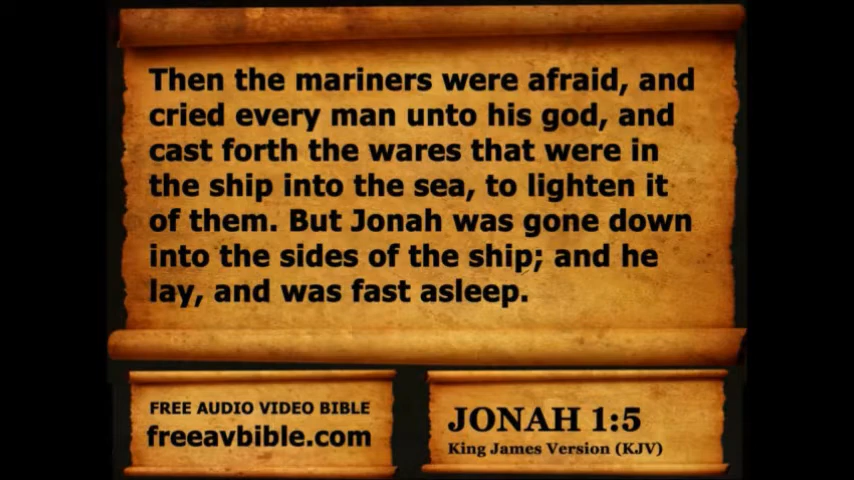 Then the mariners were afraid, and
cried every man unto his god, and
cast forth the wares that were in
the ship into the sea, to lighten it
of them. But Jonah was gone down
into the sides of the ship; and he
lay, and was fast asleep.
FREE AUDIO VIDEO BIBLE
freeavbible.com
JONAH 1:5
King James Version (KJV)